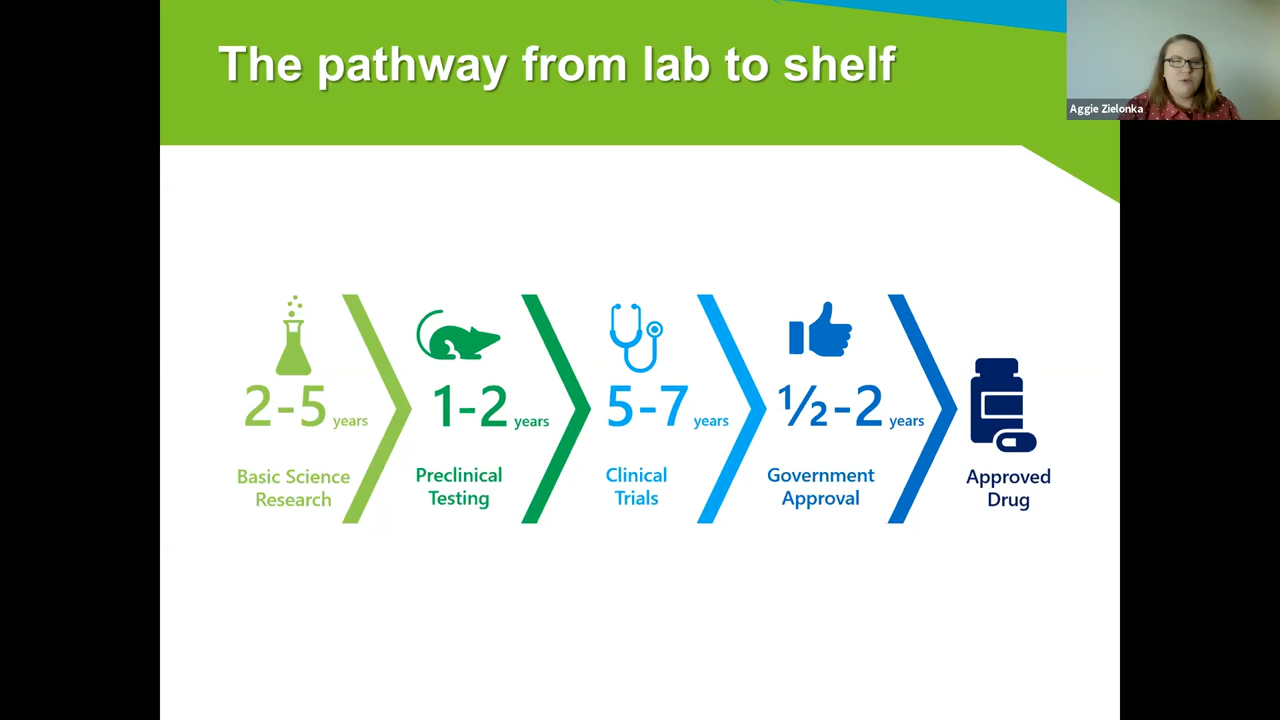 The pathway from lab to shelf
Aggie Zielonka
2-5 years
1-2 years
5-7 years
½-2 years
Basic Science
Research
Preclinical
Testing
Clinical
Trials
Government
Approval
Approved
Drug